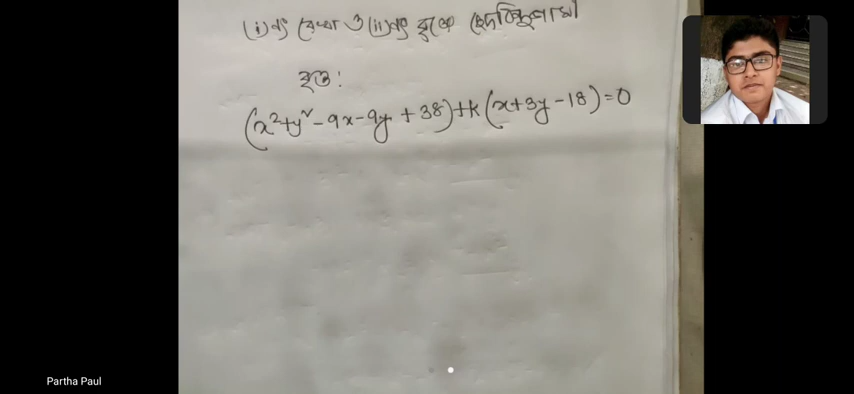 (i) নং রেখা ও (ii) নং বৃত্তের ছেদবিন্দুগামী
বৃত্ত:
(x²+y²-9x-9y+38)+k(x+3y-18)=0
Partha Paul